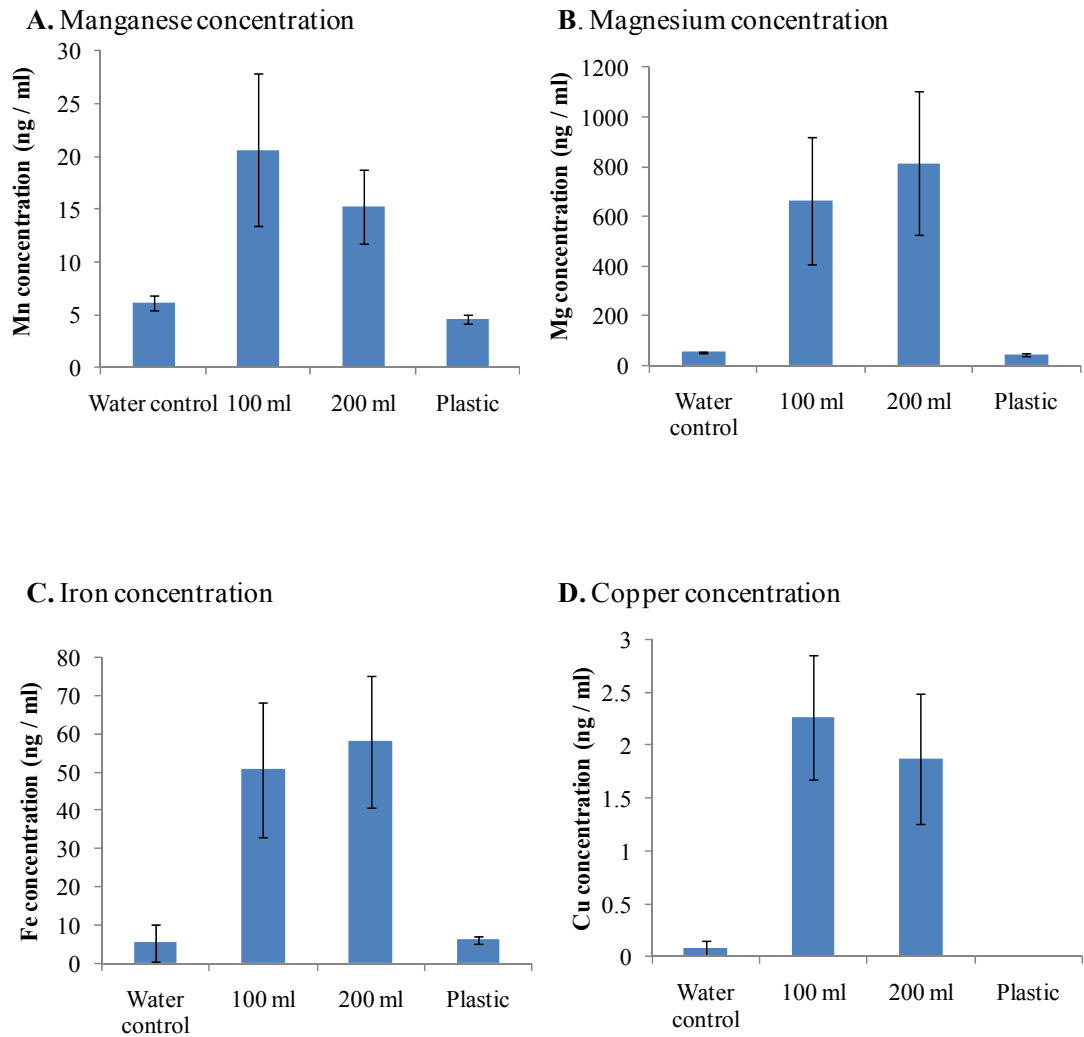 A. Manganese concentration
Mn concentration (ng / ml)
30
25
20
15
10
5
0
Water control 100 ml 200 ml Plastic
B. Magnesium concentration
Mg concentration (ng / ml)
1200
1000
800
600
400
200
0
Water control
100 ml 200 ml Plastic
C. Iron concentration
Fe concentration (ng / ml)
80
70
60
50
40
30
20
10
0
Water
control
100 ml 200 ml Plastic
D. Copper concentration
Cu concentration (ng / ml)
3
2.5
2
1.5
1
0.5
0
Water
control
100 ml 200 ml Plastic